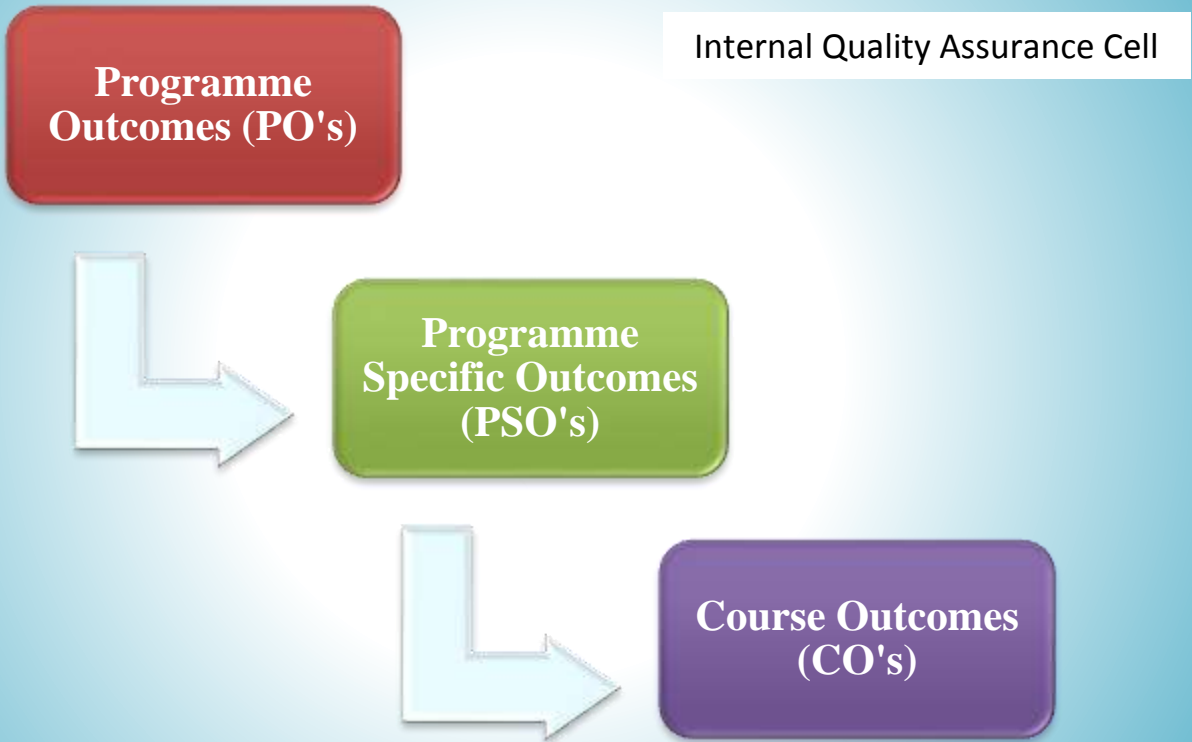 Internal Quality Assurance Cell
Programme
Outcomes (PO's)
Programme
Specific Outcomes
(PSO's)
Course Outcomes
(CO's)